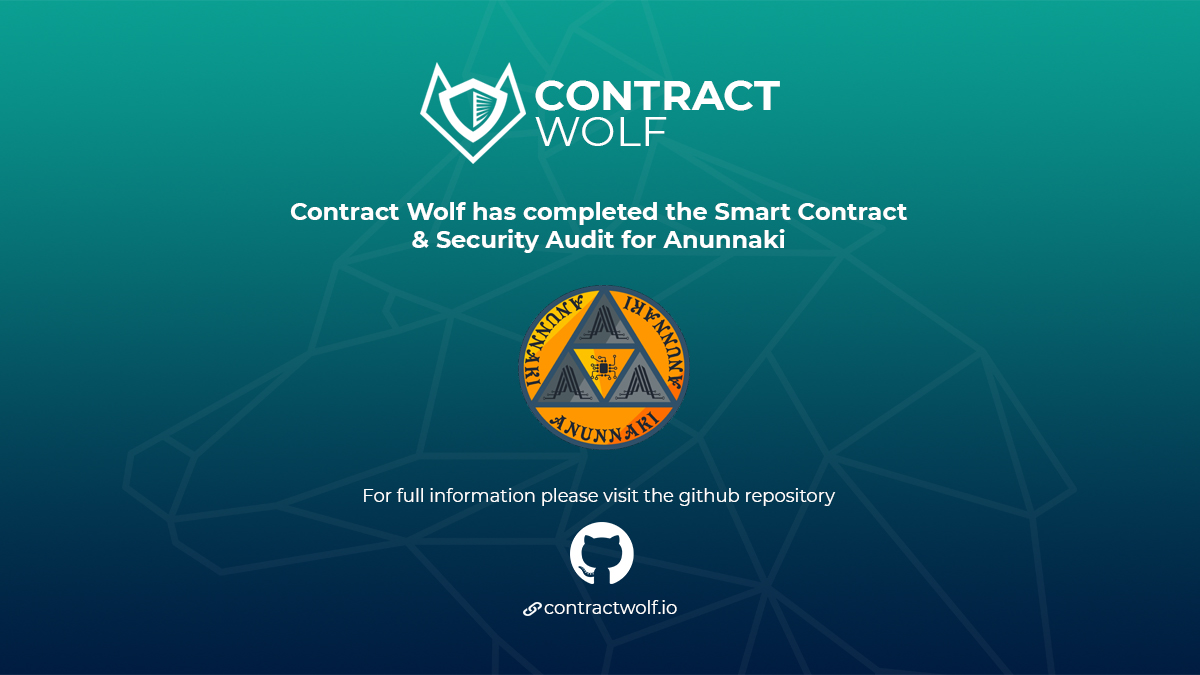 CONTRACT
WOLF
Contract Wolf has completed the Smart Contract
& Security Audit for Anunnaki
ANUNNAKI
ANUNNAKI
ANUNNAKI
For full information please visit the github repository
contractwolf.io